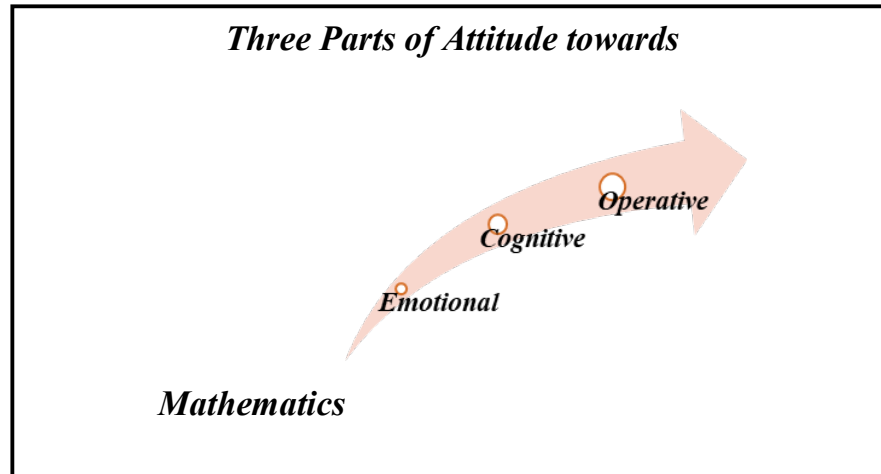 Three Parts of Attitude towards
Operative
Cognitive
Emotional
Mathematics